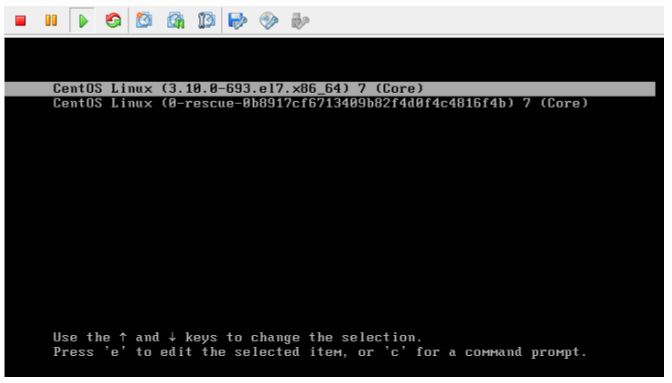 CentOS Linux (3.10.0-693.el7.x86_64) 7 (Core)
CentOS Linux (0-rescue-0b8917cf6713409b82f4d0f4c4816f4b) 7 (Core)
Use the ↑ and ↓ keys to change the selection.
Press 'e' to edit the selected item, or 'c' for a command prompt.